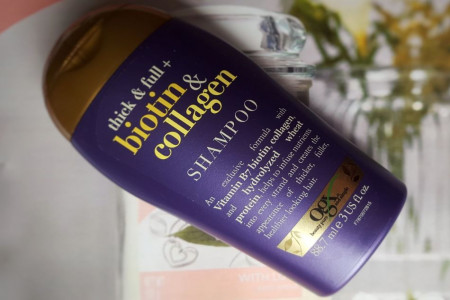 thick & full +
biotin &
collagen
SHAMPOO
An exclusive formula with
Vitamin B7 biotin, collagen,
and hydrolyzed wheat
protein, helps to infuse nutrients
into every strand and creates the
appearance of thicker, fuller,
healthier looking hair.
ogx
88.7 ml e 3 US fl oz